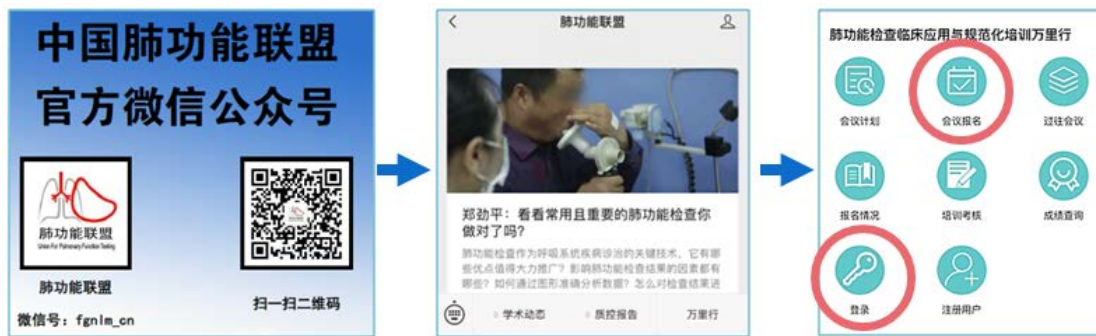 中国肺功能联盟
官方微信公众号
肺功能联盟
Union For Pulmonary Function Testing
肺功能联盟
微信号：fgnlm_cn
扫一扫二维码
肺功能联盟
郑劲平：看看常用且重要的肺功能检查你
做对了吗？
肺功能检查作为呼吸系统疾病诊治的关键技术，它有哪
些优点值得大力推广？影响肺功能检查结果的因素都有
哪些？如何通过图形准确分析数据？怎么对检查结果进
学术动态
质控报告
万里行
肺功能检查临床应用与规范化培训万里行
会议计划
会议报名
过往会议
报名情况
培训考核
成绩查询
登录
注册用户